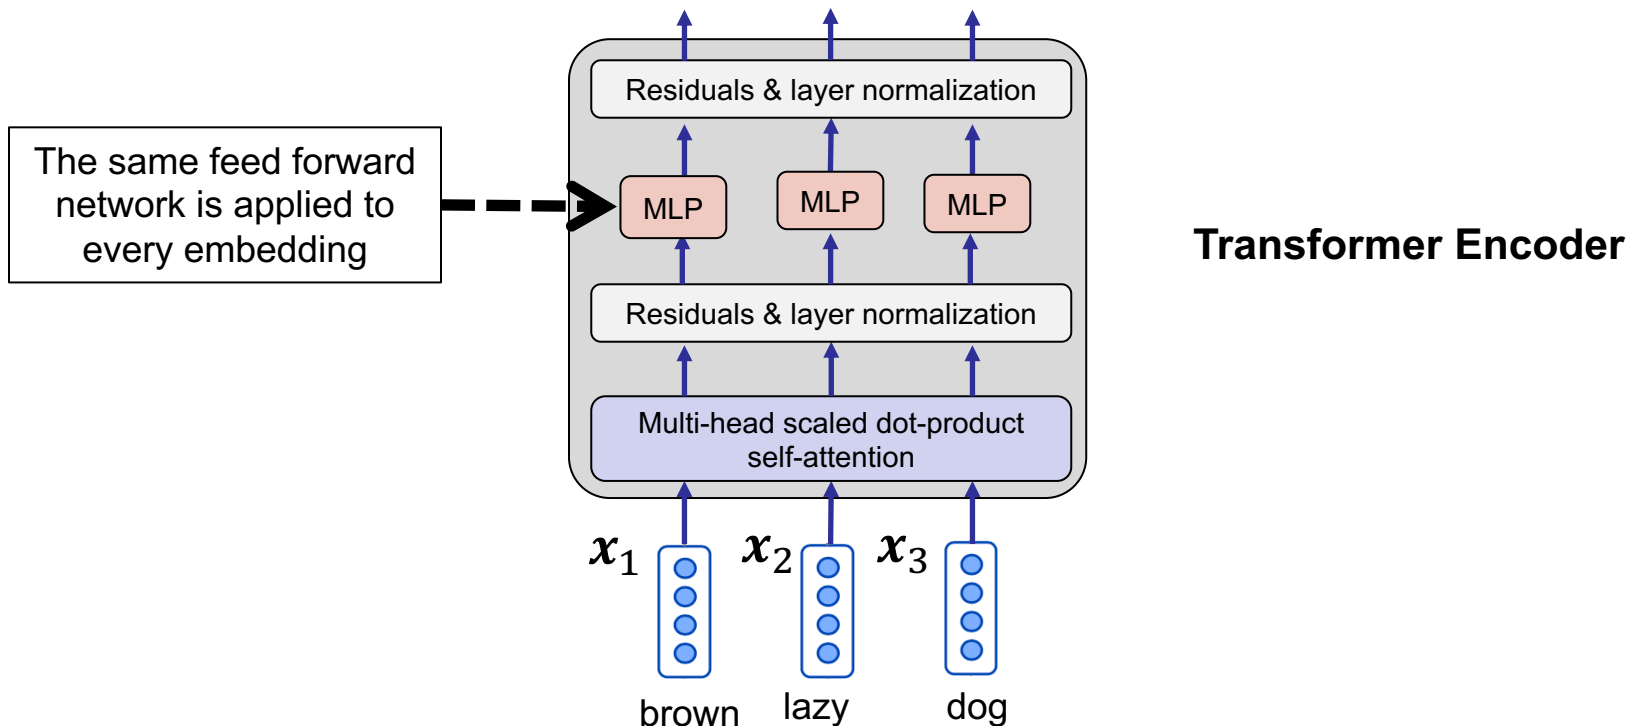 Residuals & layer normalization
The same feed forward
network is applied to
every embedding
MLP
MLP
MLP
Transformer Encoder
Residuals & layer normalization
Multi-head scaled dot-product
self-attention
x₁
x₂
x₃
brown
lazy
dog